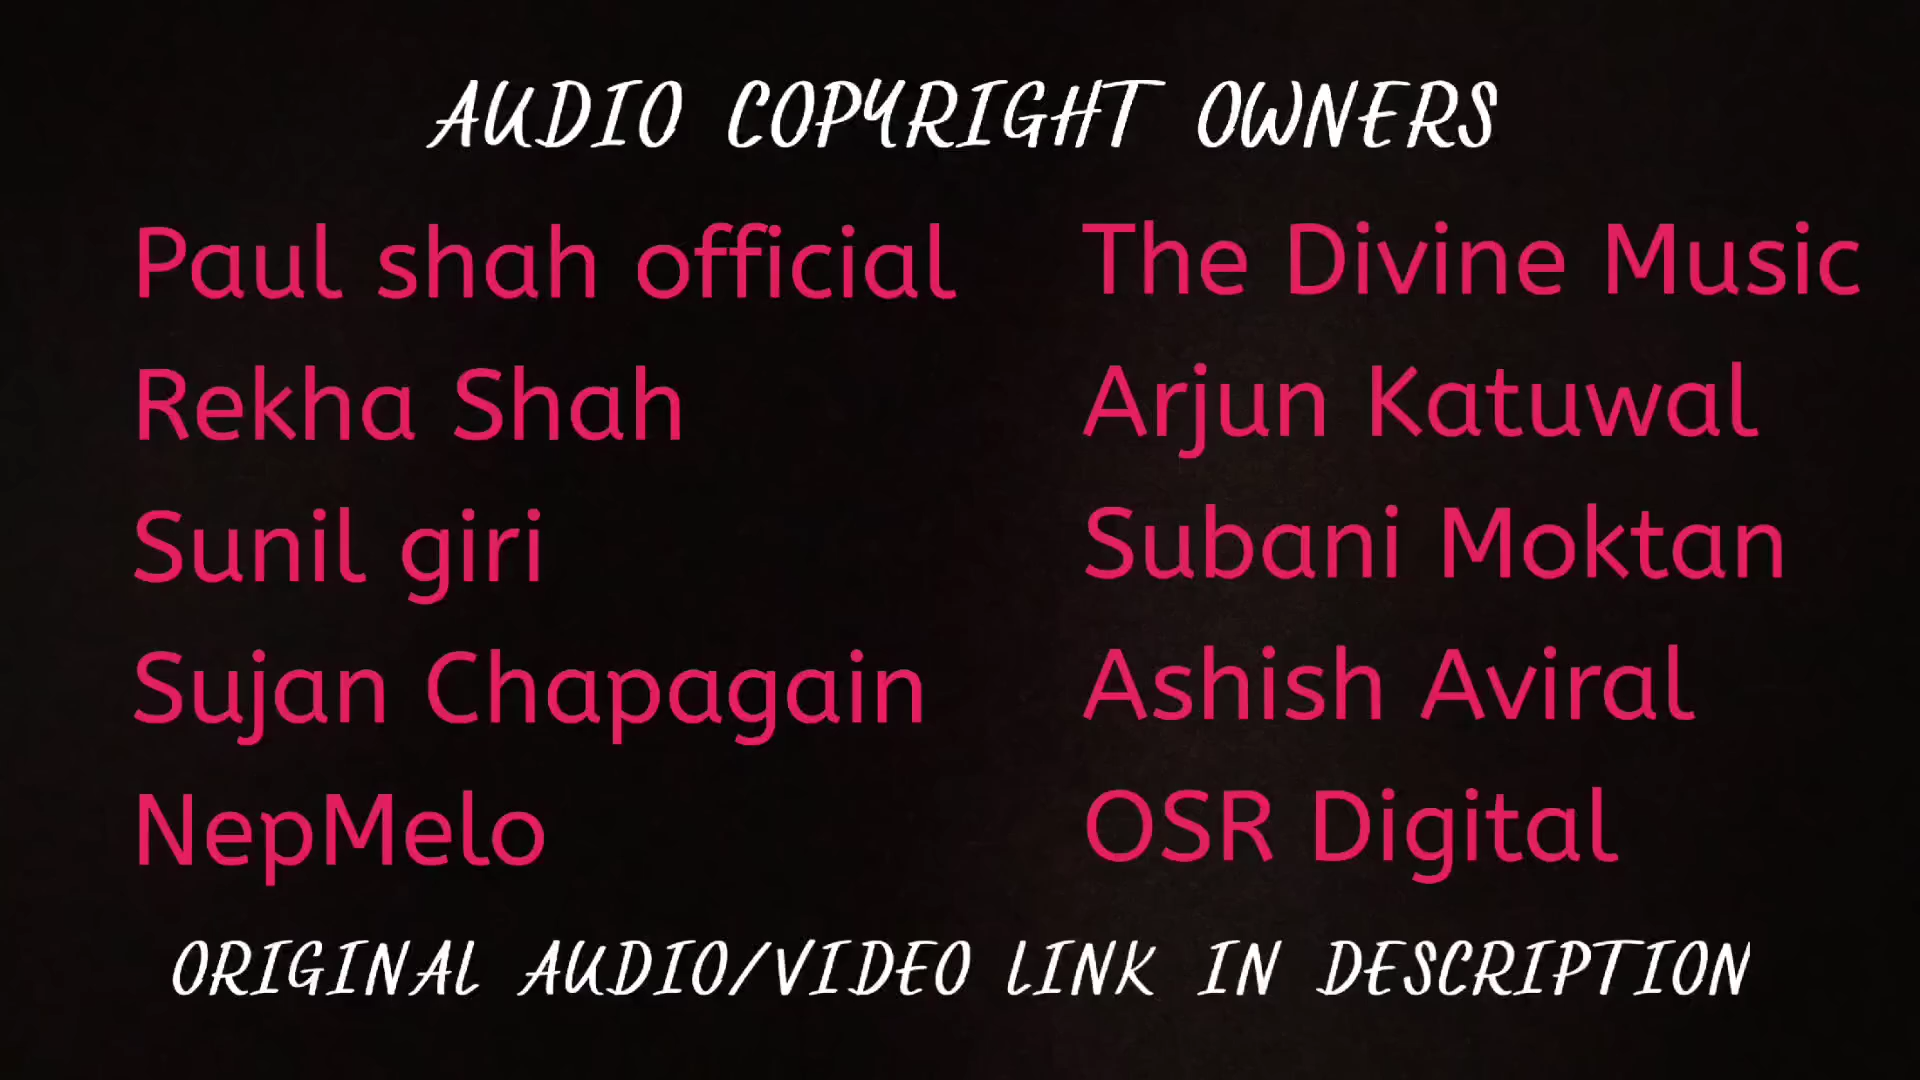 AUDIO COPYRIGHT OWNERS
Paul shah official
Rekha Shah
Sunil giri
Sujan Chapagain
NepMelo
The Divine Music
Arjun Katuwal
Subani Moktan
Ashish Aviral
OSR Digital
ORIGINAL AUDIO/VIDEO LINK IN DESCRIPTION